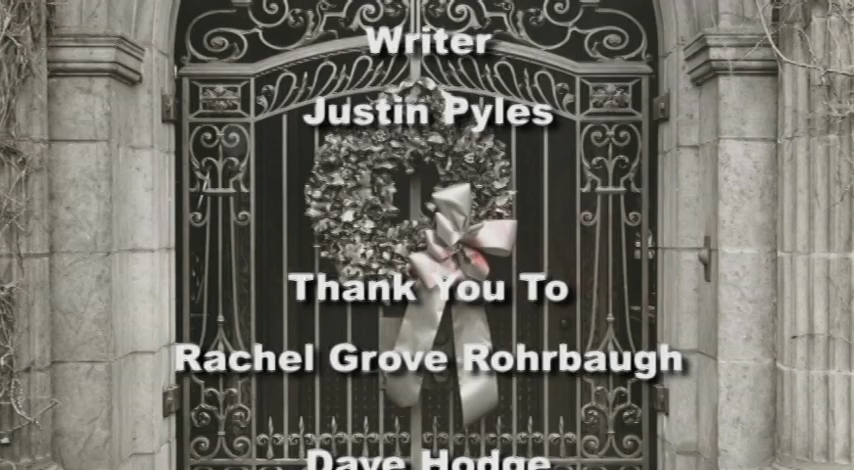 Writer
Justin Pyles
Thank You To
Rachel Grove Rohrbaugh
Dave Hodge